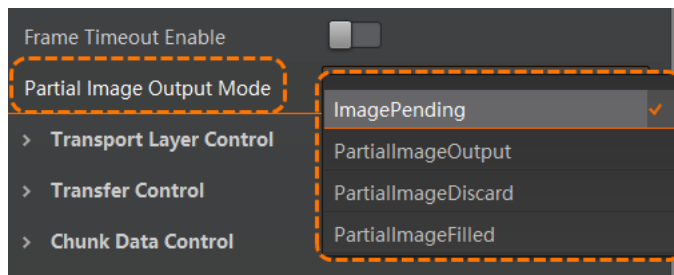 Frame Timeout Enable
Partial Image Output Mode
ImagePending
PartialImageOutput
PartialImageDiscard
PartialImageFilled
> Transport Layer Control
> Transfer Control
> Chunk Data Control